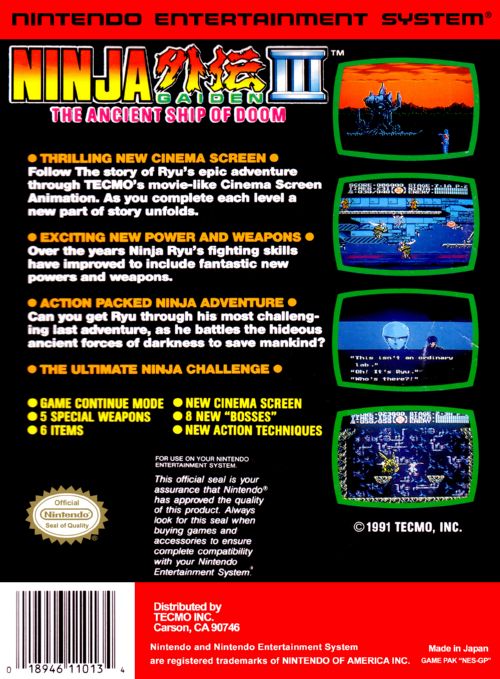 NINTENDO ENTERTAINMENT SYSTEM®
NINJA 外伝 III ™
GAIDEN
THE ANCIENT SHIP OF DOOM
● THRILLING NEW CINEMA SCREEN ●
Follow The story of Ryu's epic adventure
through TECMO's movie-like Cinema Screen
Animation. As you complete each level a
new part of story unfolds.
● EXCITING NEW POWER AND WEAPONS ●
Over the years Ninja Ryu's fighting skills
have improved to include fantastic new
powers and weapons.
● ACTION PACKED NINJA ADVENTURE ●
Can you get Ryu through his most challeng-
ing last adventure, as he battles the hideous
ancient forces of darkness to save mankind?
● THE ULTIMATE NINJA CHALLENGE ●
● GAME CONTINUE MODE
● 5 SPECIAL WEAPONS
● 6 ITEMS
● NEW CINEMA SCREEN
● 8 NEW "BOSSES"
● NEW ACTION TECHNIQUES
"This isn't an ordinary
lab."
"Oh! It's Ryu."
"Who's there?!"
©1991 TECMO, INC.
FOR USE ON YOUR NINTENDO
ENTERTAINMENT SYSTEM.
This official seal is your
assurance that Nintendo®
has approved the quality
of this product. Always
look for this seal when
buying games and
accessories to ensure
complete compatibility
with your Nintendo
Entertainment System.®
Official
Nintendo
Seal of Quality
0 18946 11013 4
Distributed by
TECMO INC.
Carson, CA 90746
Nintendo and Nintendo Entertainment System
are registered trademarks of NINTENDO OF AMERICA INC.
Made in Japan
GAME PAK "NES-GP"